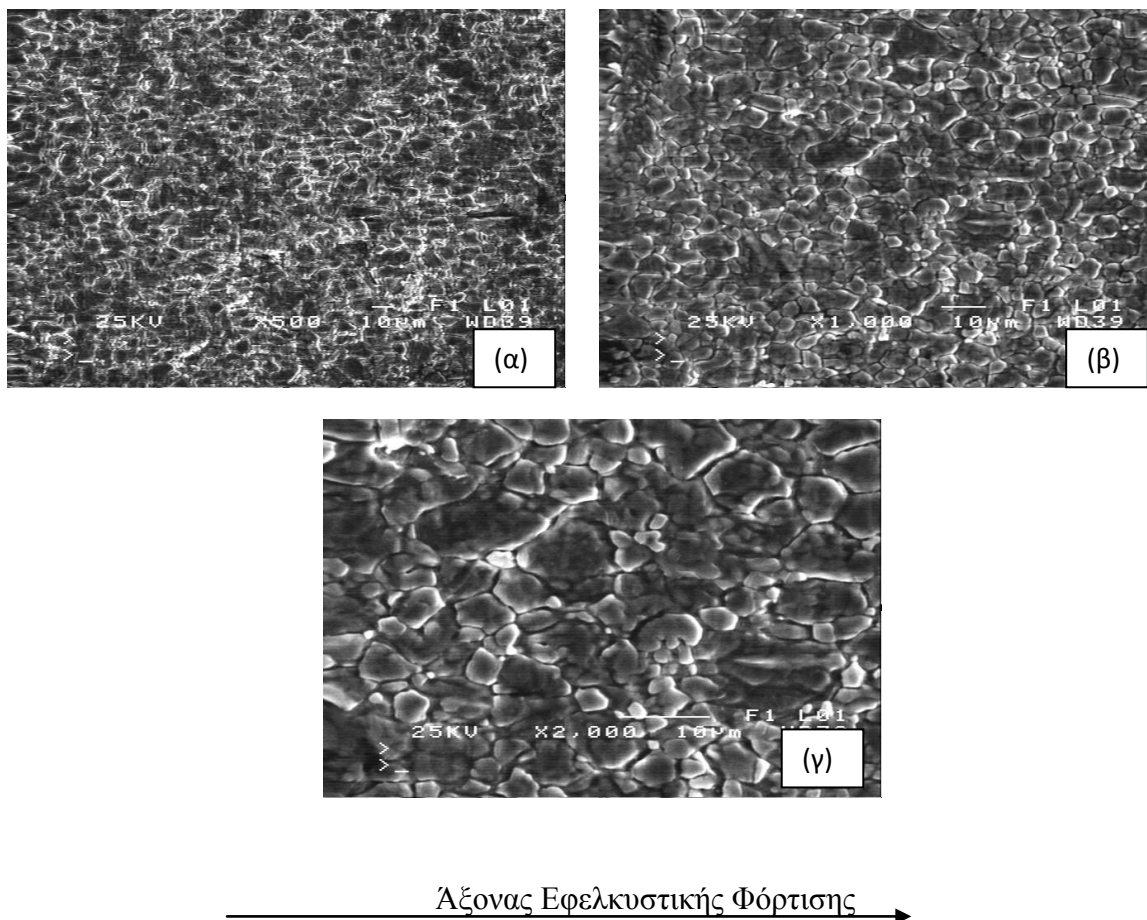 F1 L01
25KV X500 10μm WD39
(α)
F1 L01
25KV X1,000 10μm WD39
(β)
F1 L01
25KV X2,000 10μm
(γ)
Άξονας Εφελκυστικής Φόρτισης